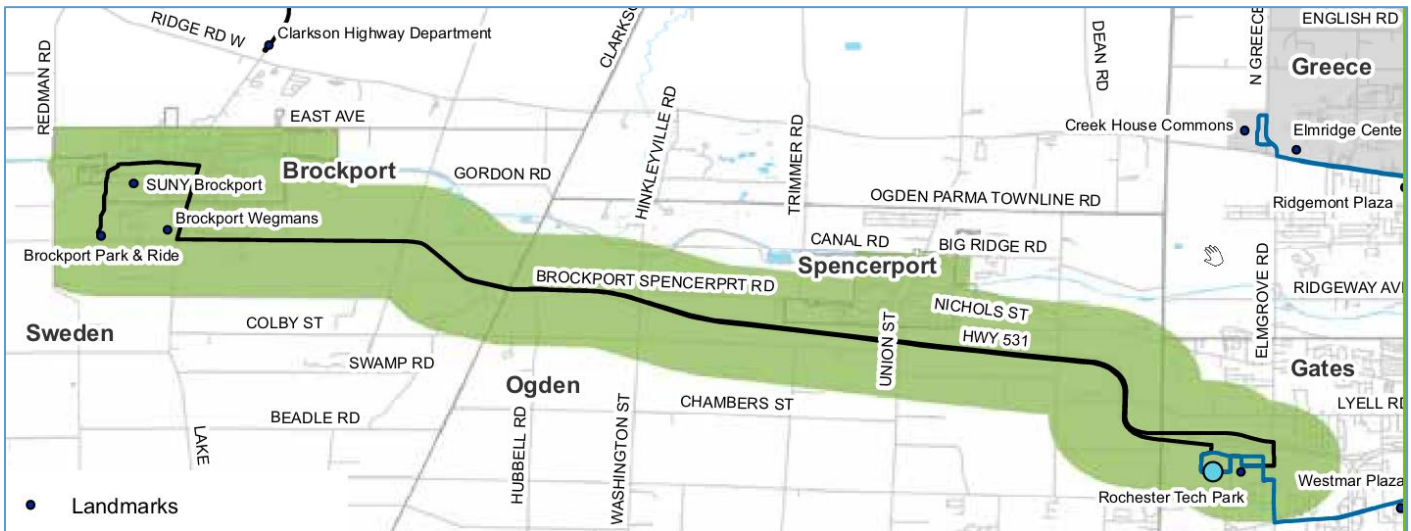 RIDGE RD W
Clarkson Highway Department
CLARKSO
DEAN RD
N GREECE
ENGLISH RD
Greece
REDMAN RD
EAST AVE
Creek House Commons
Elmridge Cente
Brockport
GORDON RD
HINKLEYVILLE RD
TRIMMER RD
SUNY Brockport
OGDEN PARMA TOWNLINE RD
Ridgemont Plaza
Brockport Wegmans
CANAL RD
BIG RIDGE RD
Brockport Park & Ride
Spencerport
BROCKPORT SPENCERPRT RD
RIDGEWAY AV
NICHOLS ST
ELMGROVE RD
Sweden
COLBY ST
UNION ST
HWY 531
SWAMP RD
Ogden
Gates
BEADLE RD
CHAMBERS ST
LYELL RD
LAKE
HUBBELL RD
WASHINGTON ST
Westmar Plaza
Rochester Tech Park
Landmarks